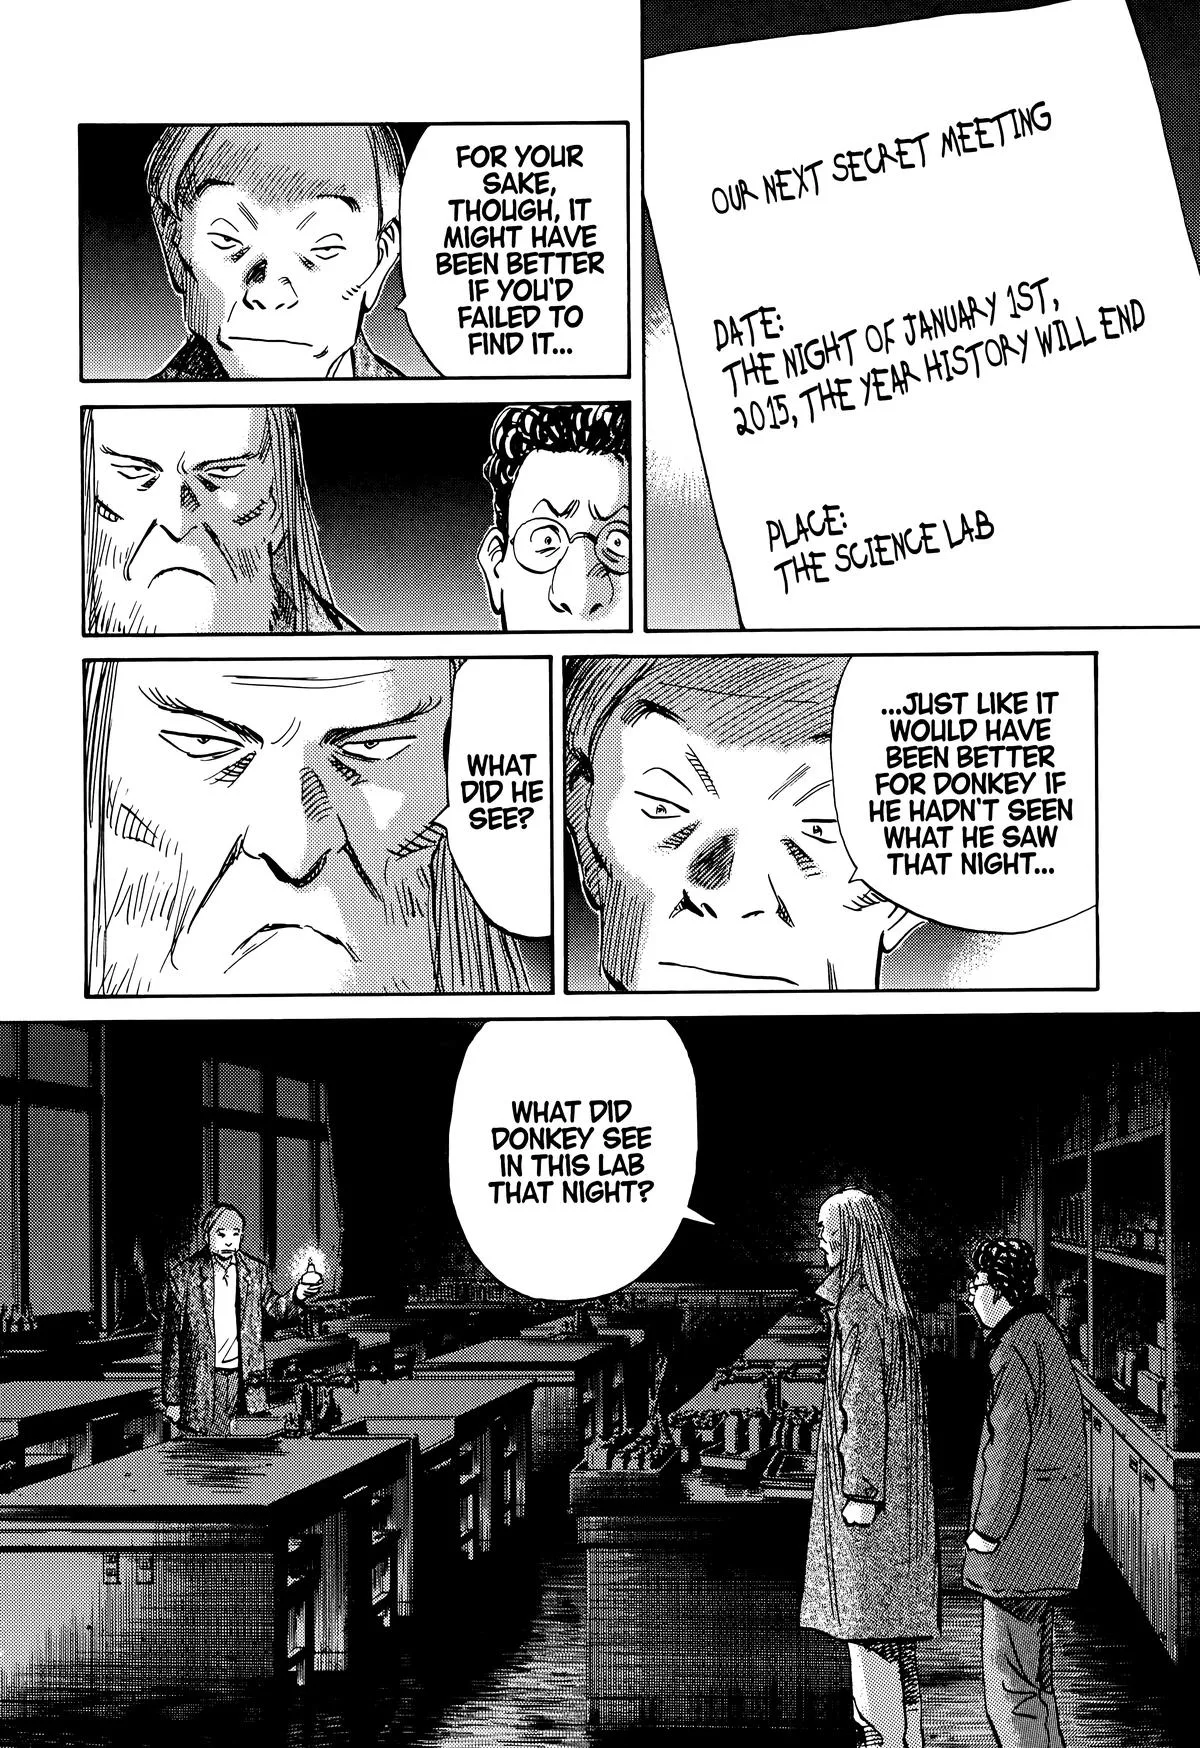 OUR NEXT SECRET MEETING
DATE:
THE NIGHT OF JANUARY 1ST,
2015, THE YEAR HISTORY WILL END
PLACE:
THE SCIENCE LAB
FOR YOUR
SAKE,
THOUGH, IT
MIGHT HAVE
BEEN BETTER
IF YOU'D
FAILED TO
FIND IT...
...JUST LIKE IT
WOULD HAVE
BEEN BETTER
FOR DONKEY IF
HE HADN'T SEEN
WHAT HE SAW
THAT NIGHT...
WHAT
DID HE
SEE?
WHAT DID
DONKEY SEE
IN THIS LAB
THAT NIGHT?